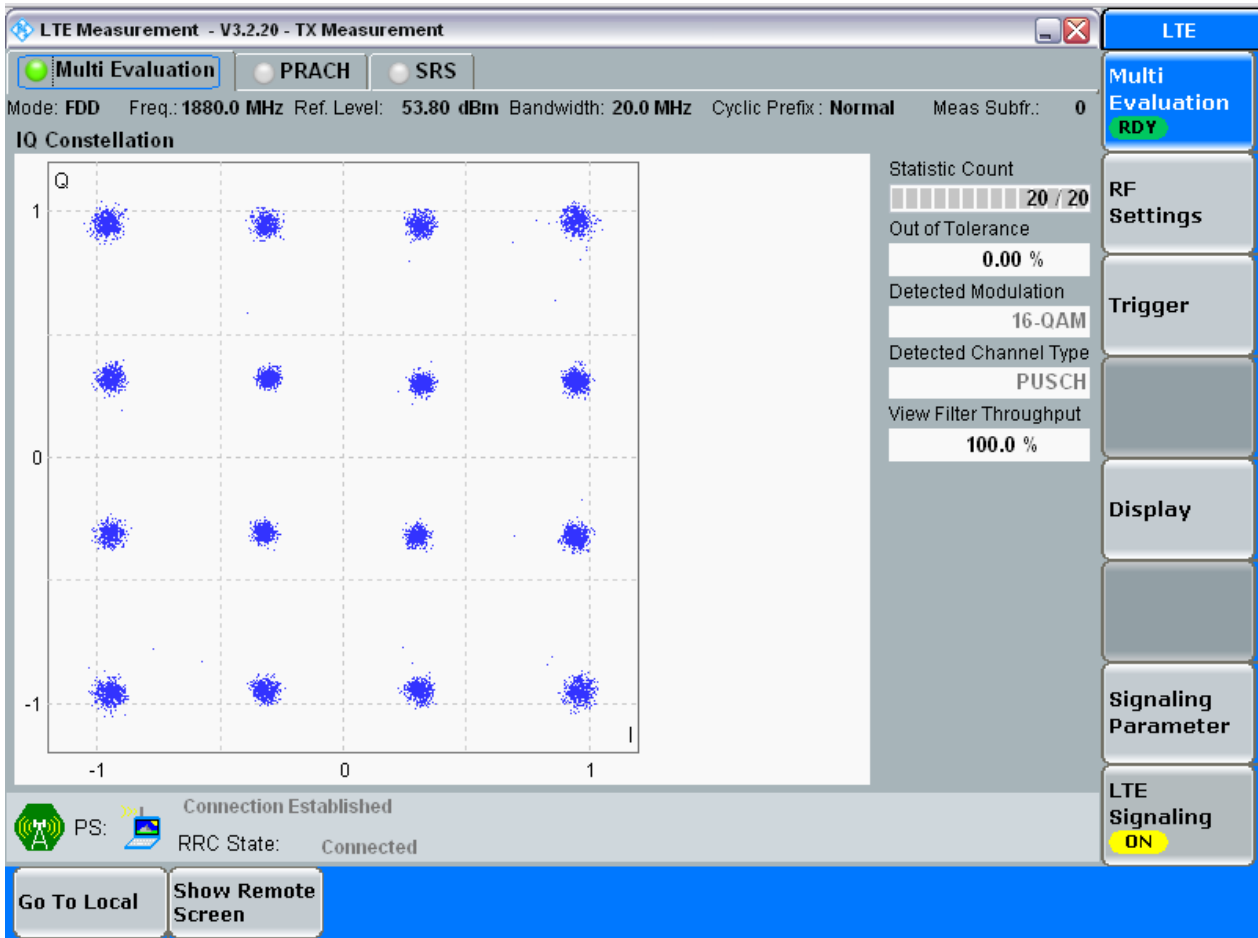 LTE Measurement - V3.2.20 - TX Measurement
LTE
Multi Evaluation PRACH SRS
Mode: FDD Freq.: 1880.0 MHz Ref. Level: 53.80 dBm Bandwidth: 20.0 MHz Cyclic Prefix : Normal Meas Subfr.: 0
IQ Constellation
Q
1
0
-1
I
-1 0 1
Statistic Count
20 / 20
Out of Tolerance
0.00 %
Detected Modulation
16-QAM
Detected Channel Type
PUSCH
View Filter Throughput
100.0 %
Multi
Evaluation
RDY
RF
Settings
Trigger
Display
Signaling
Parameter
LTE
Signaling
ON
PS:
Connection Established
RRC State: Connected
Go To Local
Show Remote
Screen